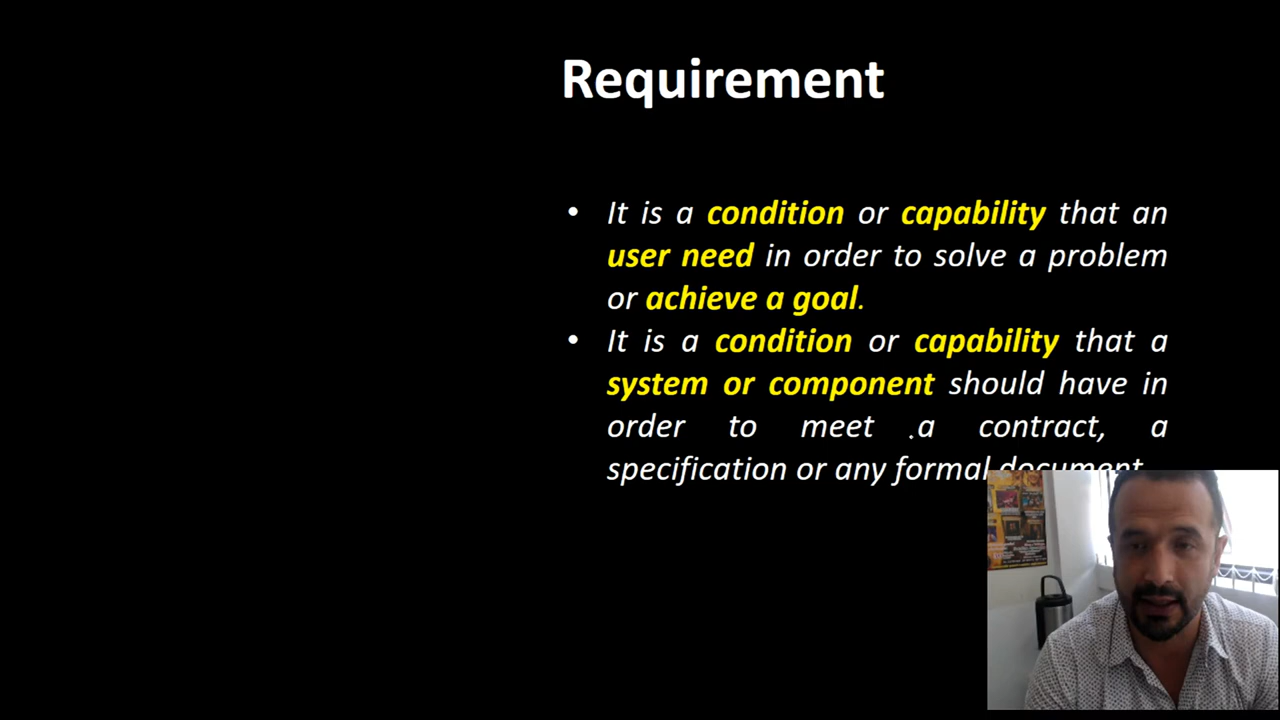 Requirement
• It is a condition or capability that an
user need in order to solve a problem
or achieve a goal.
• It is a condition or capability that a
system or component should have in
order to meet a contract, a
specification or any formal document